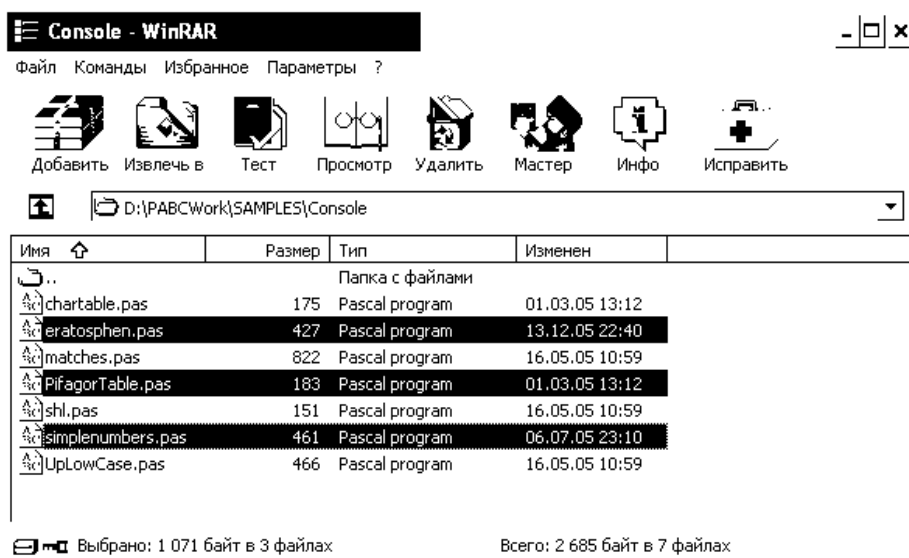 Console - WinRAR
Файл Команды Избранное Параметры ?
Добавить Извлечь в Тест Просмотр Удалить Мастер Инфо Исправить
D:\PABCWork\SAMPLES\Console
Имя Размер Тип Изменен
.. Папка с файлами
chartable.pas 175 Pascal program 01.03.05 13:12
eratosphen.pas 427 Pascal program 13.12.05 22:40
matches.pas 822 Pascal program 16.05.05 10:59
PifagorTable.pas 183 Pascal program 01.03.05 13:12
shl.pas 151 Pascal program 16.05.05 10:59
simplenumbers.pas 461 Pascal program 06.07.05 23:10
UpLowCase.pas 466 Pascal program 16.05.05 10:59
Выбрано: 1 071 байт в 3 файлах Всего: 2 685 байт в 7 файлах